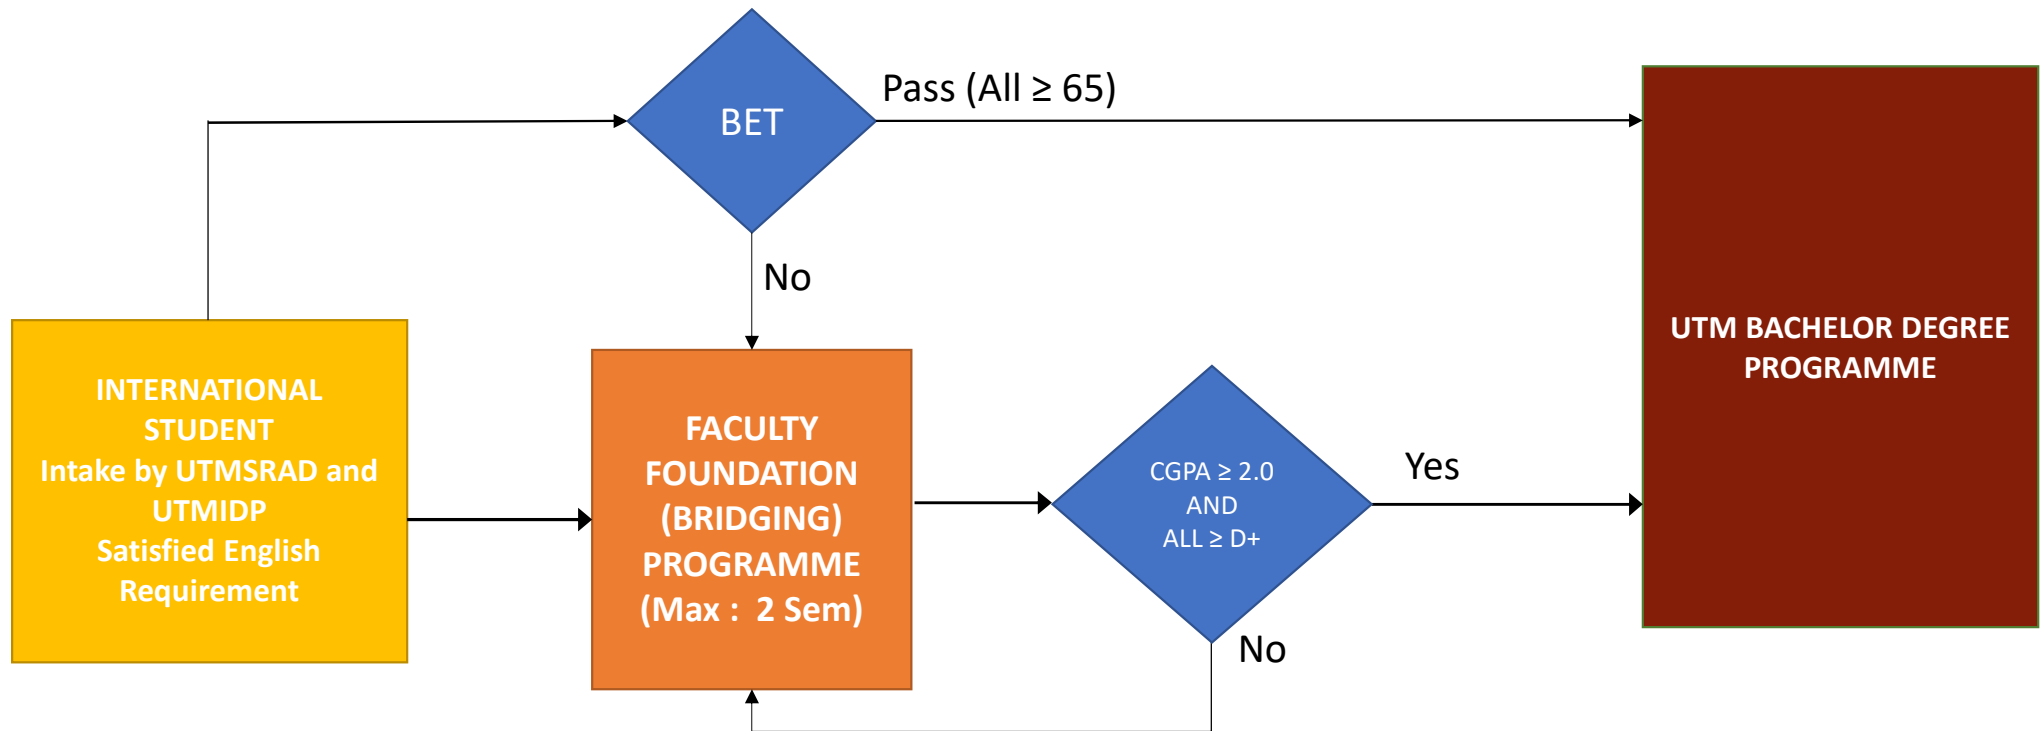 BET
Pass (All ≥ 65)
No
INTERNATIONAL
STUDENT
Intake by UTMSRAD and
UTMIDP
Satisfied English
Requirement
FACULTY
FOUNDATION
(BRIDGING)
PROGRAMME
(Max :  2 Sem)
CGPA ≥ 2.0
AND
ALL ≥ D+
Yes
No
UTM BACHELOR DEGREE
PROGRAMME